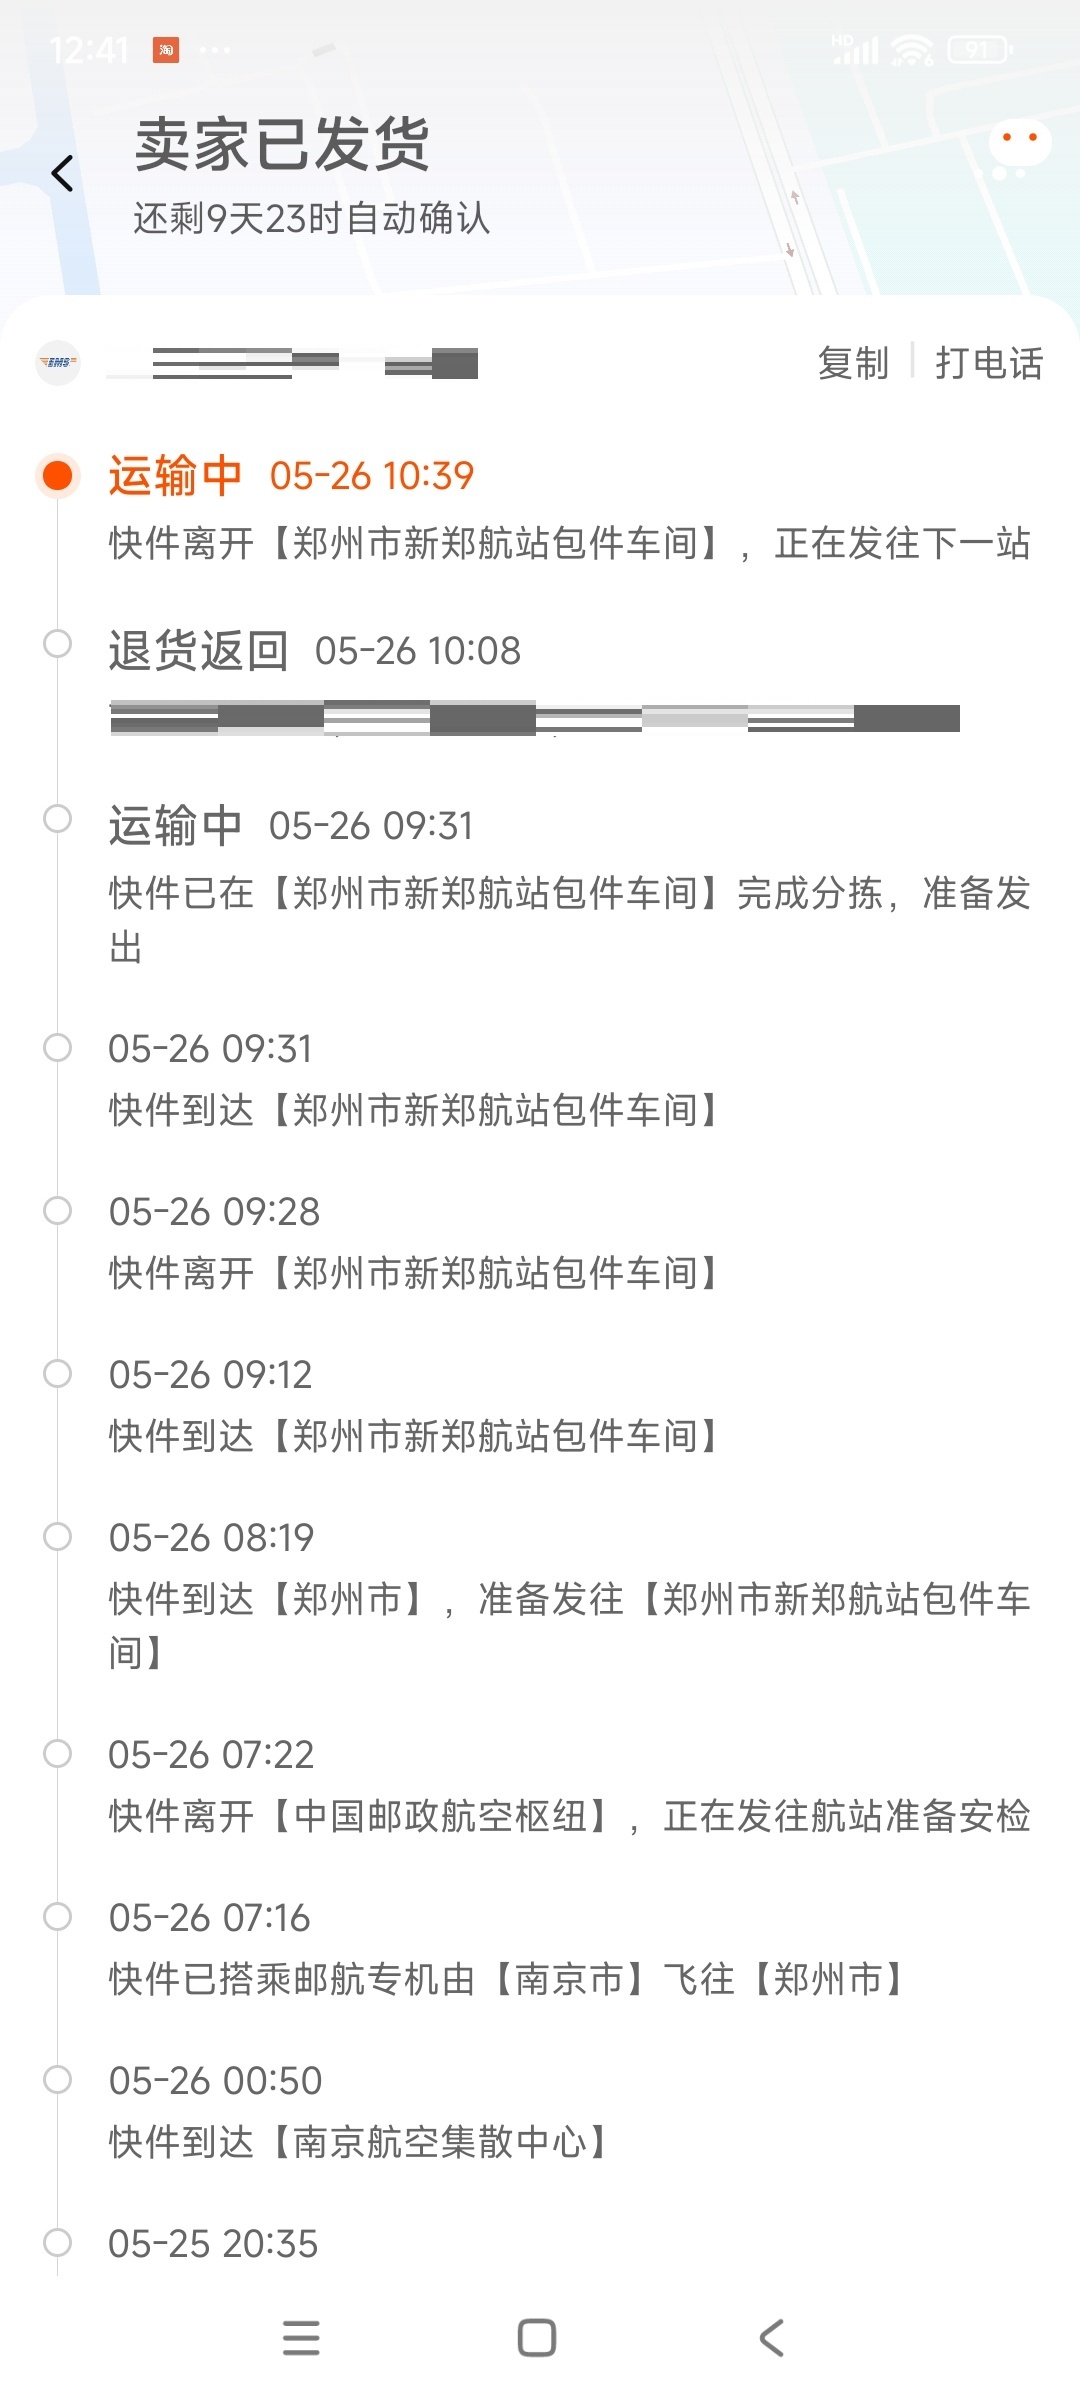 12:41 淘 ... HD 6 91
卖家已发货
还剩9天23时自动确认
EMS 复制 打电话
运输中 05-26 10:39
快件离开【郑州市新郑航站包件车间】，正在发往下一站
退货返回 05-26 10:08
运输中 05-26 09:31
快件已在【郑州市新郑航站包件车间】完成分拣，准备发
出
05-26 09:31
快件到达【郑州市新郑航站包件车间】
05-26 09:28
快件离开【郑州市新郑航站包件车间】
05-26 09:12
快件到达【郑州市新郑航站包件车间】
05-26 08:19
快件到达【郑州市】，准备发往【郑州市新郑航站包件车
间】
05-26 07:22
快件离开【中国邮政航空枢纽】，正在发往航站准备安检
05-26 07:16
快件已搭乘邮航专机由【南京市】飞往【郑州市】
05-26 00:50
快件到达【南京航空集散中心】
05-25 20:35